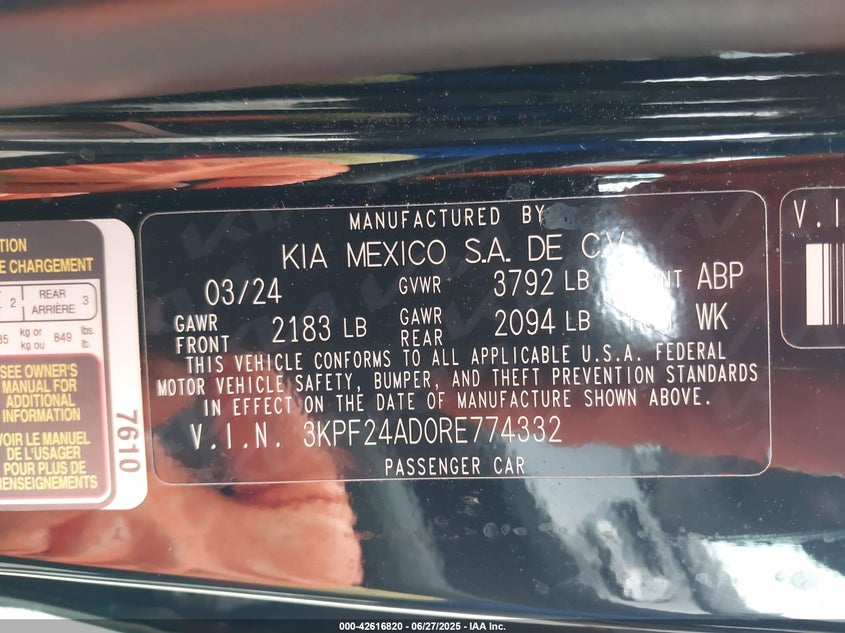 MANUFACTURED BY
KIA MEXICO S.A. DE C.V.
03/24 GVWR 3792 LB ABP
GAWR FRONT 2183 LB GAWR REAR 2094 LB WK
THIS VEHICLE CONFORMS TO ALL APPLICABLE U.S.A. FEDERAL
MOTOR VEHICLE SAFETY, BUMPER, AND THEFT PREVENTION STANDARDS
IN EFFECT ON THE DATE OF MANUFACTURE SHOWN ABOVE.
V.I.N. 3KPF24AD0RE774332
PASSENGER CAR
E CHARGEMENT
2 REAR ARRIÈRE 3
kg or kg ou 849 lbs. lb.
SEE OWNER'S
MANUAL FOR
ADDITIONAL
INFORMATION
VOIR LE MANUEL
DE L'USAGER
POUR PLUS DE
RENSEIGNEMENTS
7610
V.I
000-42616820 - 06/27/2025 - IAA Inc.